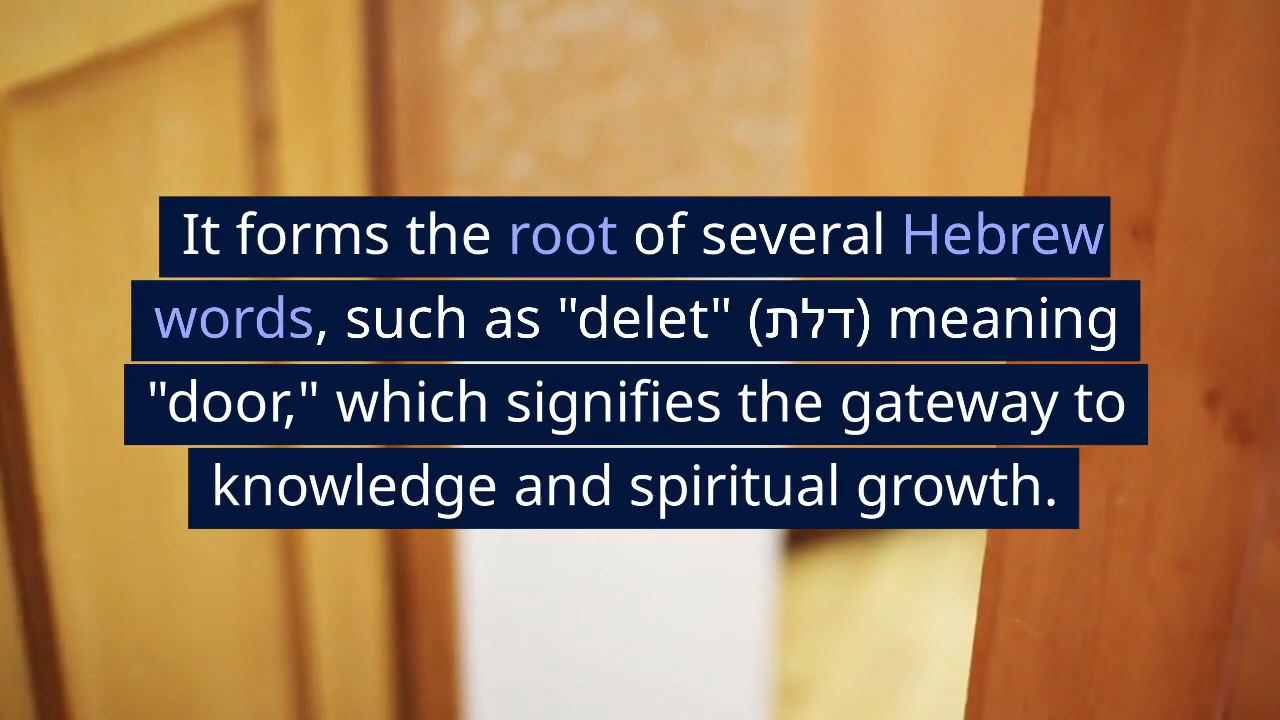 It forms the root of several Hebrew
words, such as "delet" (דלת) meaning
"door," which signifies the gateway to
knowledge and spiritual growth.